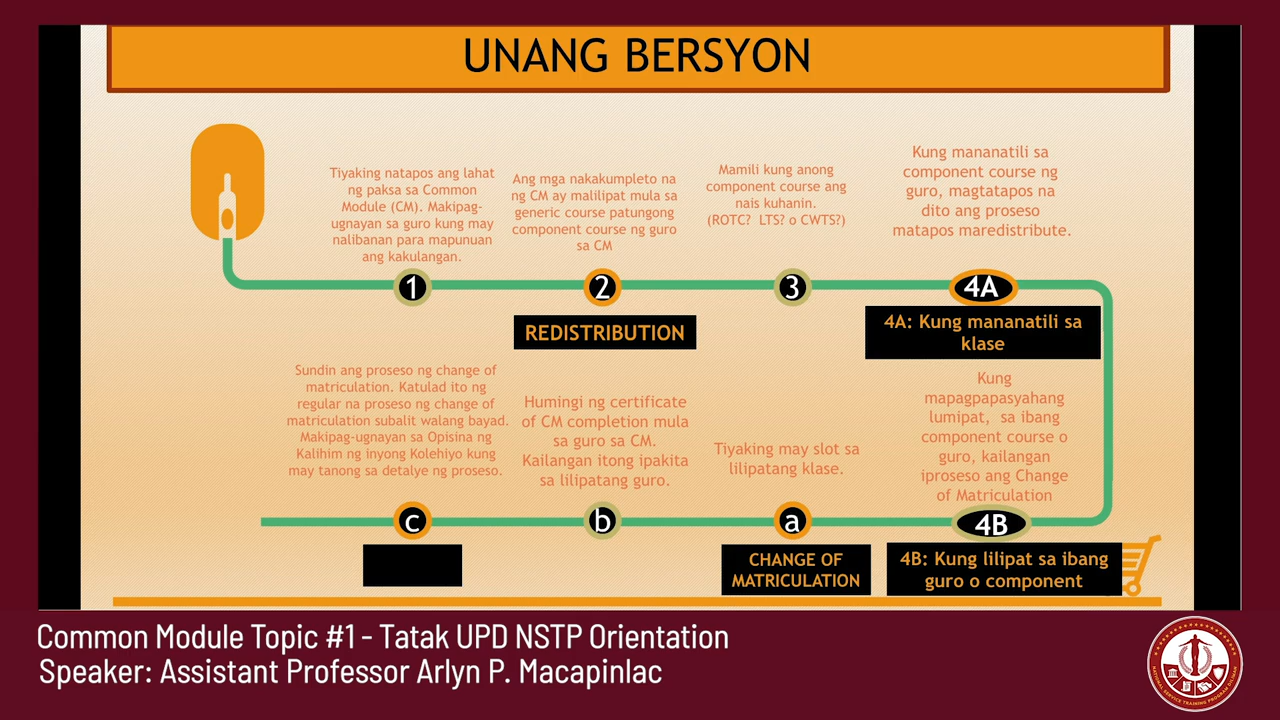 UNANG BERSYON
Tiyaking natapos ang lahat
ng paksa sa Common
Module (CM). Makipag-
ugnayan sa guro kung may
nalibanan para mapunuan
ang kakulangan.
1
Ang mga nakakumpleto na
ng CM ay malilipat mula sa
generic course patungong
component course ng guro
sa CM
2
REDISTRIBUTION
Mamili kung anong
component course ang
nais kuhanin.
(ROTC? LTS? o CWTS?)
3
Kung mananatili sa
component course ng
guro, magtatapos na
dito ang proseso
matapos maredistribute.
4A
4A: Kung mananatili sa
klase
Kung
mapagpapasyahang
lumipat, sa ibang
component course o
guro, kailangan
iproseso ang Change
of Matriculation
4B
4B: Kung lilipat sa ibang
guro o component
Tiyaking may slot sa
lilipatang klase.
a
CHANGE OF
MATRICULATION
Humingi ng certificate
of CM completion mula
sa guro sa CM.
Kailangan itong ipakita
sa lilipatang guro.
b
Sundin ang proseso ng change of
matriculation. Katulad ito ng
regular na proseso ng change of
matriculation subalit walang bayad.
Makipag-ugnayan sa Opisina ng
Kalihim ng inyong Kolehiyo kung
may tanong sa detalye ng proseso.
c
Common Module Topic #1 - Tatak UPD NSTP Orientation
Speaker: Assistant Professor Arlyn P. Macapinlac
NATIONAL SERVICE TRAINING PROGRAM DILIMAN